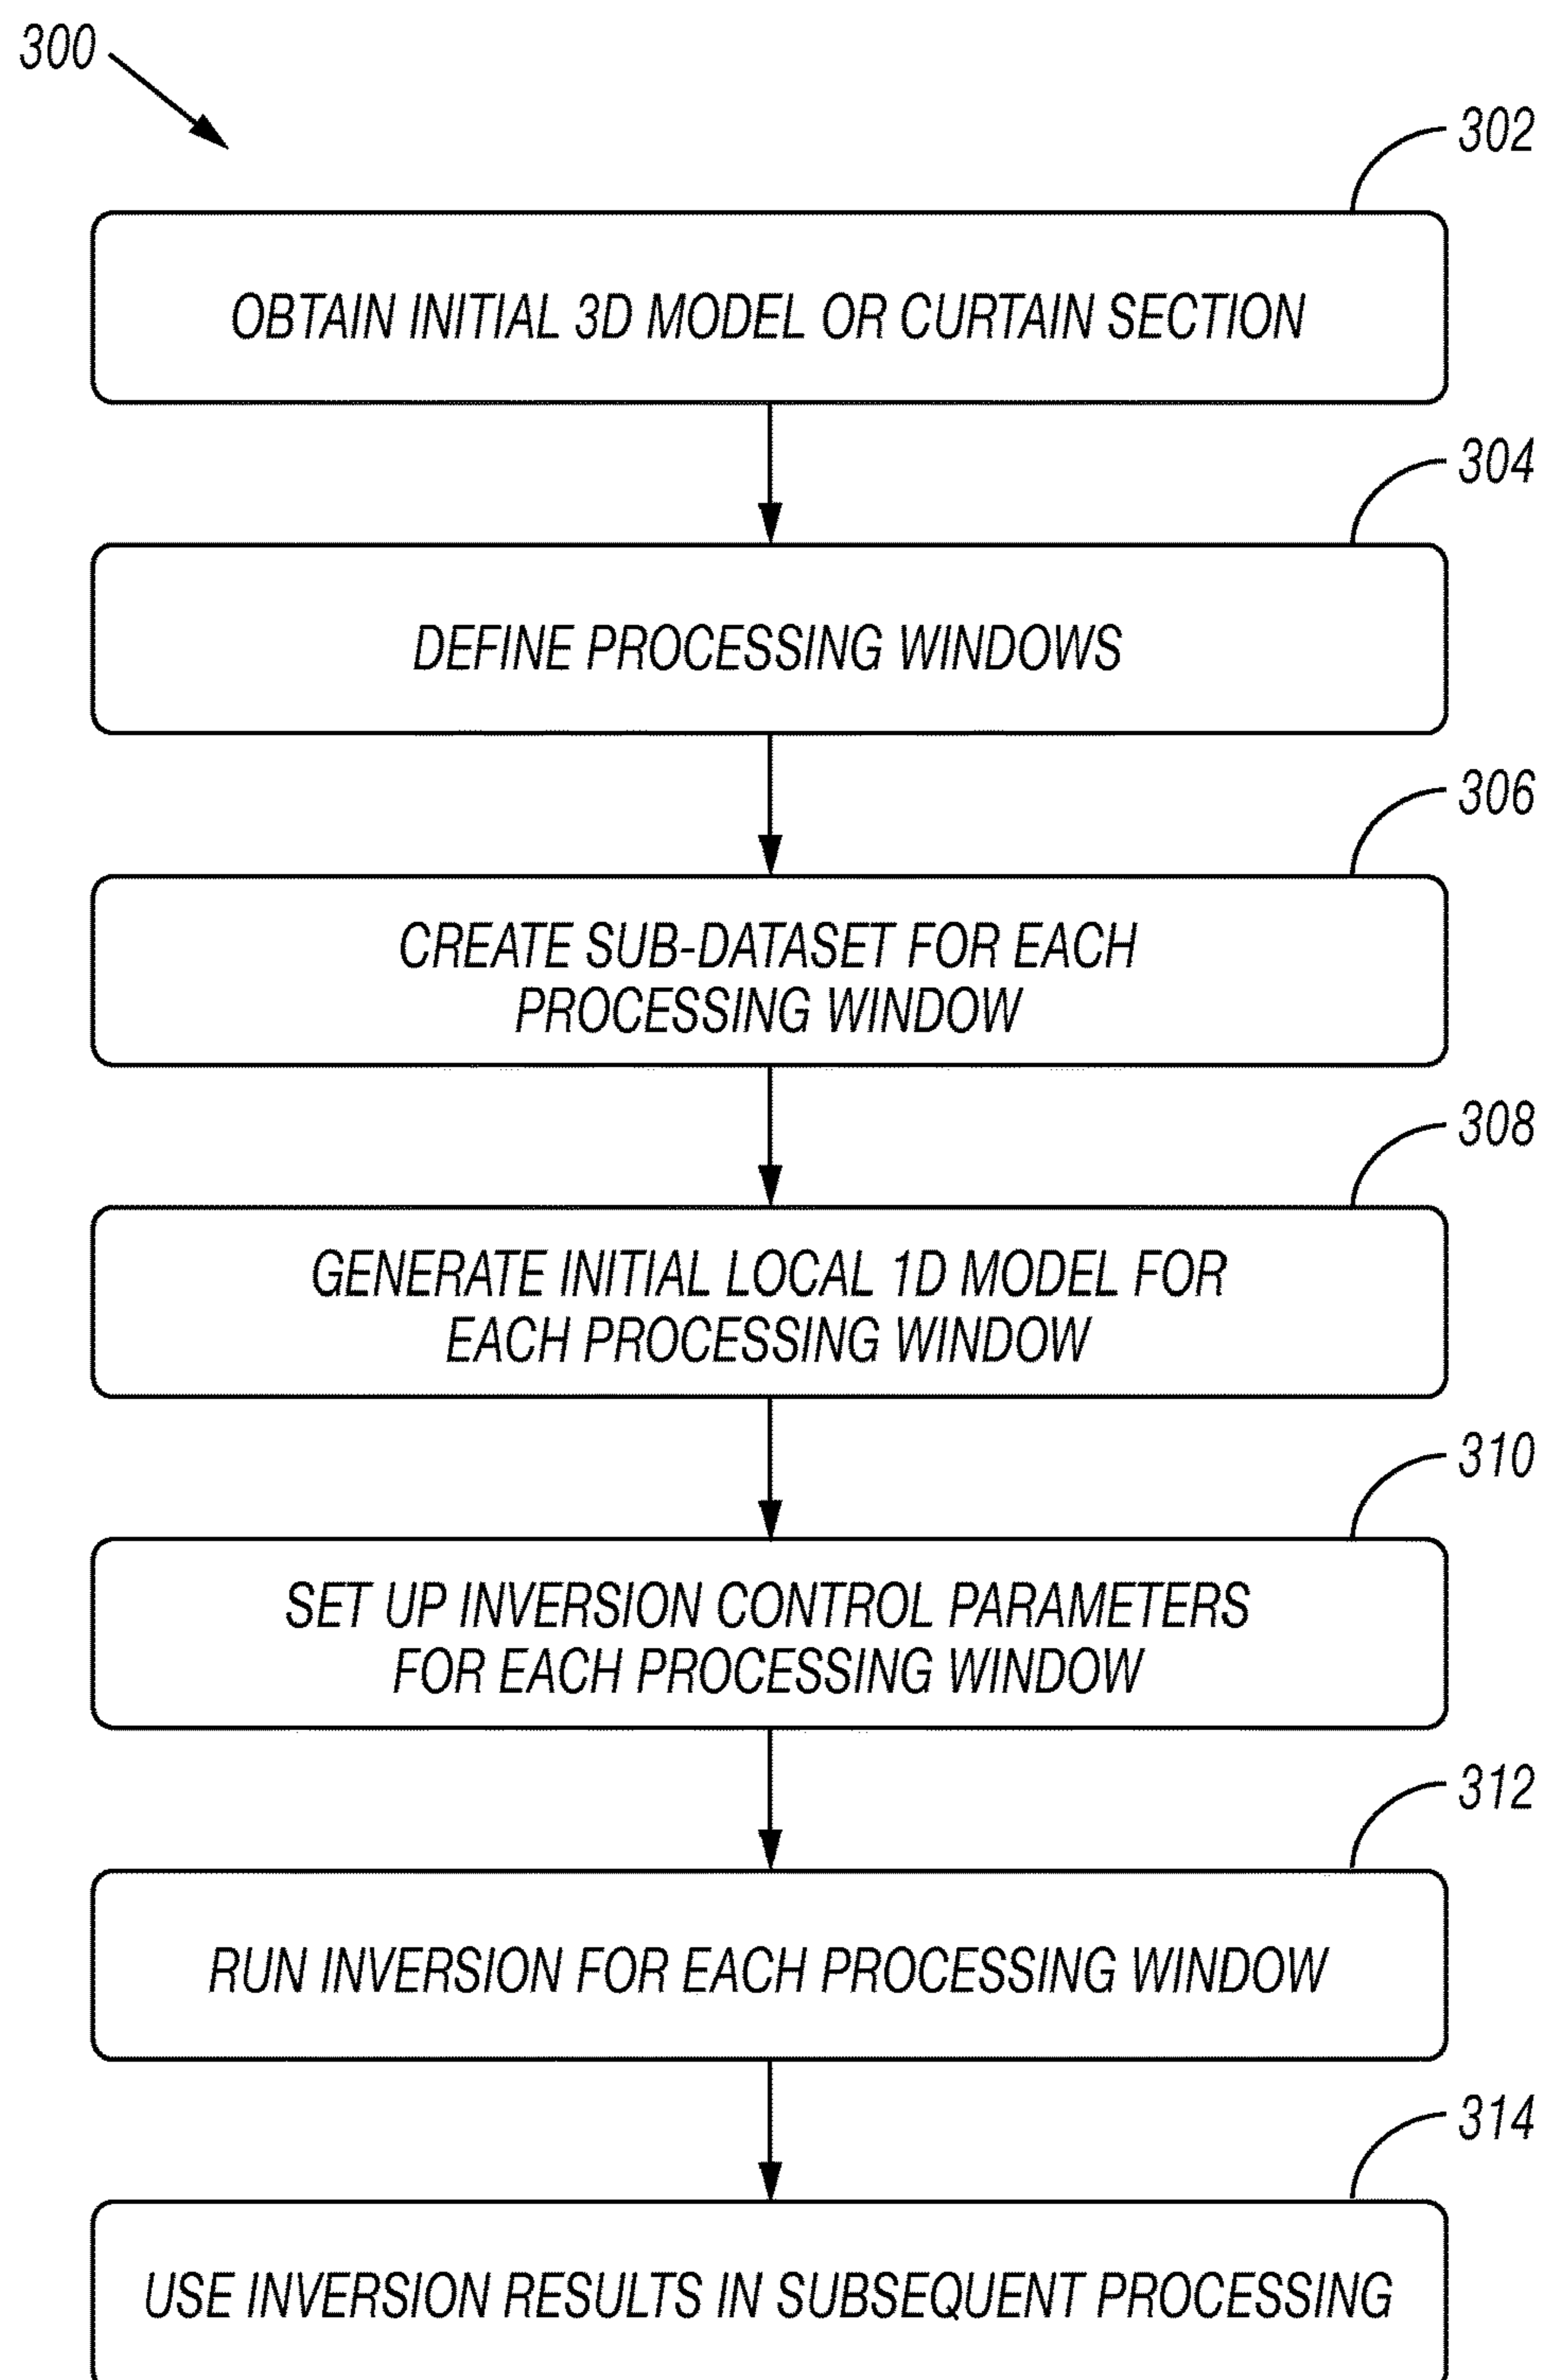 300
302
OBTAIN INITIAL 3D MODEL OR CURTAIN SECTION
304
DEFINE PROCESSING WINDOWS
306
CREATE SUB-DATASET FOR EACH
PROCESSING WINDOW
308
GENERATE INITIAL LOCAL 1D MODEL FOR
EACH PROCESSING WINDOW
310
SET UP INVERSION CONTROL PARAMETERS
FOR EACH PROCESSING WINDOW
312
RUN INVERSION FOR EACH PROCESSING WINDOW
314
USE INVERSION RESULTS IN SUBSEQUENT PROCESSING